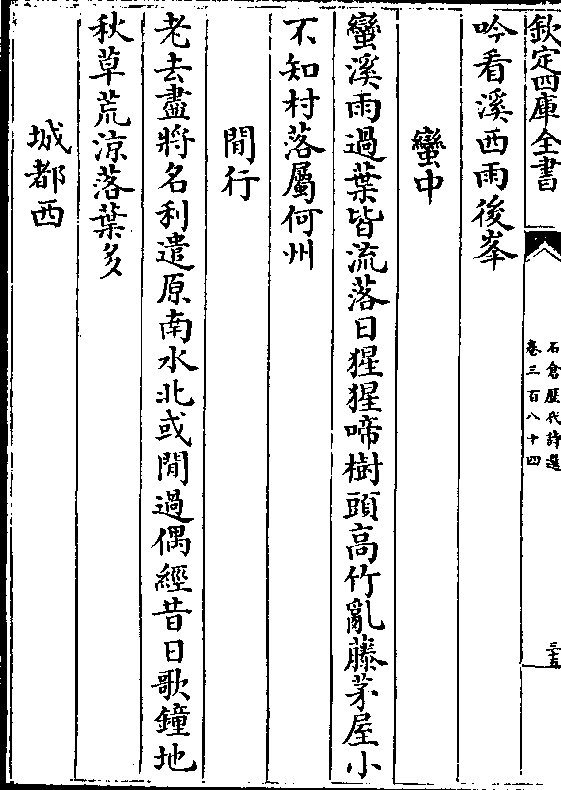 欽定四庫全書
石倉歷代詩選
卷三百八十四
三五
吟看溪西雨後峯
蠻中
蠻溪雨過葉皆流落日猩猩啼樹頭高竹亂藤茅屋小
不知村落屬何州
閒行
老去盡將名利遣原南水北或閒過偶經昔日歌鐘地
秋草荒涼落葉多
城都西